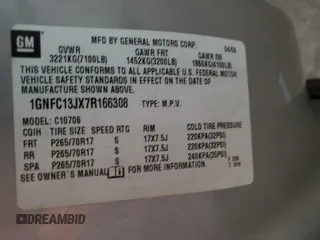 GM
MFD BY GENERAL MOTORS CORP. 04/06
GVWR GAWR FRT GAWR RR
3221KG(7100LB) 1452KG(3200LB) 1860KG(4100LB)
THIS VEHICLE CONFORMS TO ALL APPLICABLE U.S. FEDERAL MOTOR
VEHICLE SAFETY STANDARDS IN EFFECT ON THE DATE OF
MANUFACTURE SHOWN ABOVE.
1GNFC13JX7R166308 TYPE: M.P.V.
MODEL: C10706
TIRE SIZE SPEED RTG RIM COLD TIRE PRESSURE
FRT P265/70R17 S 17X7.5J 220KPA(32PSI)
RR P265/70R17 S 17X7.5J 220KPA(32PSI)
SPA P265/70R17 S 17X7.5J 240KPA(35PSI)
SEE OWNER'S MANUAL FOR ADDITIONAL INFORMATION.
DREAMBID